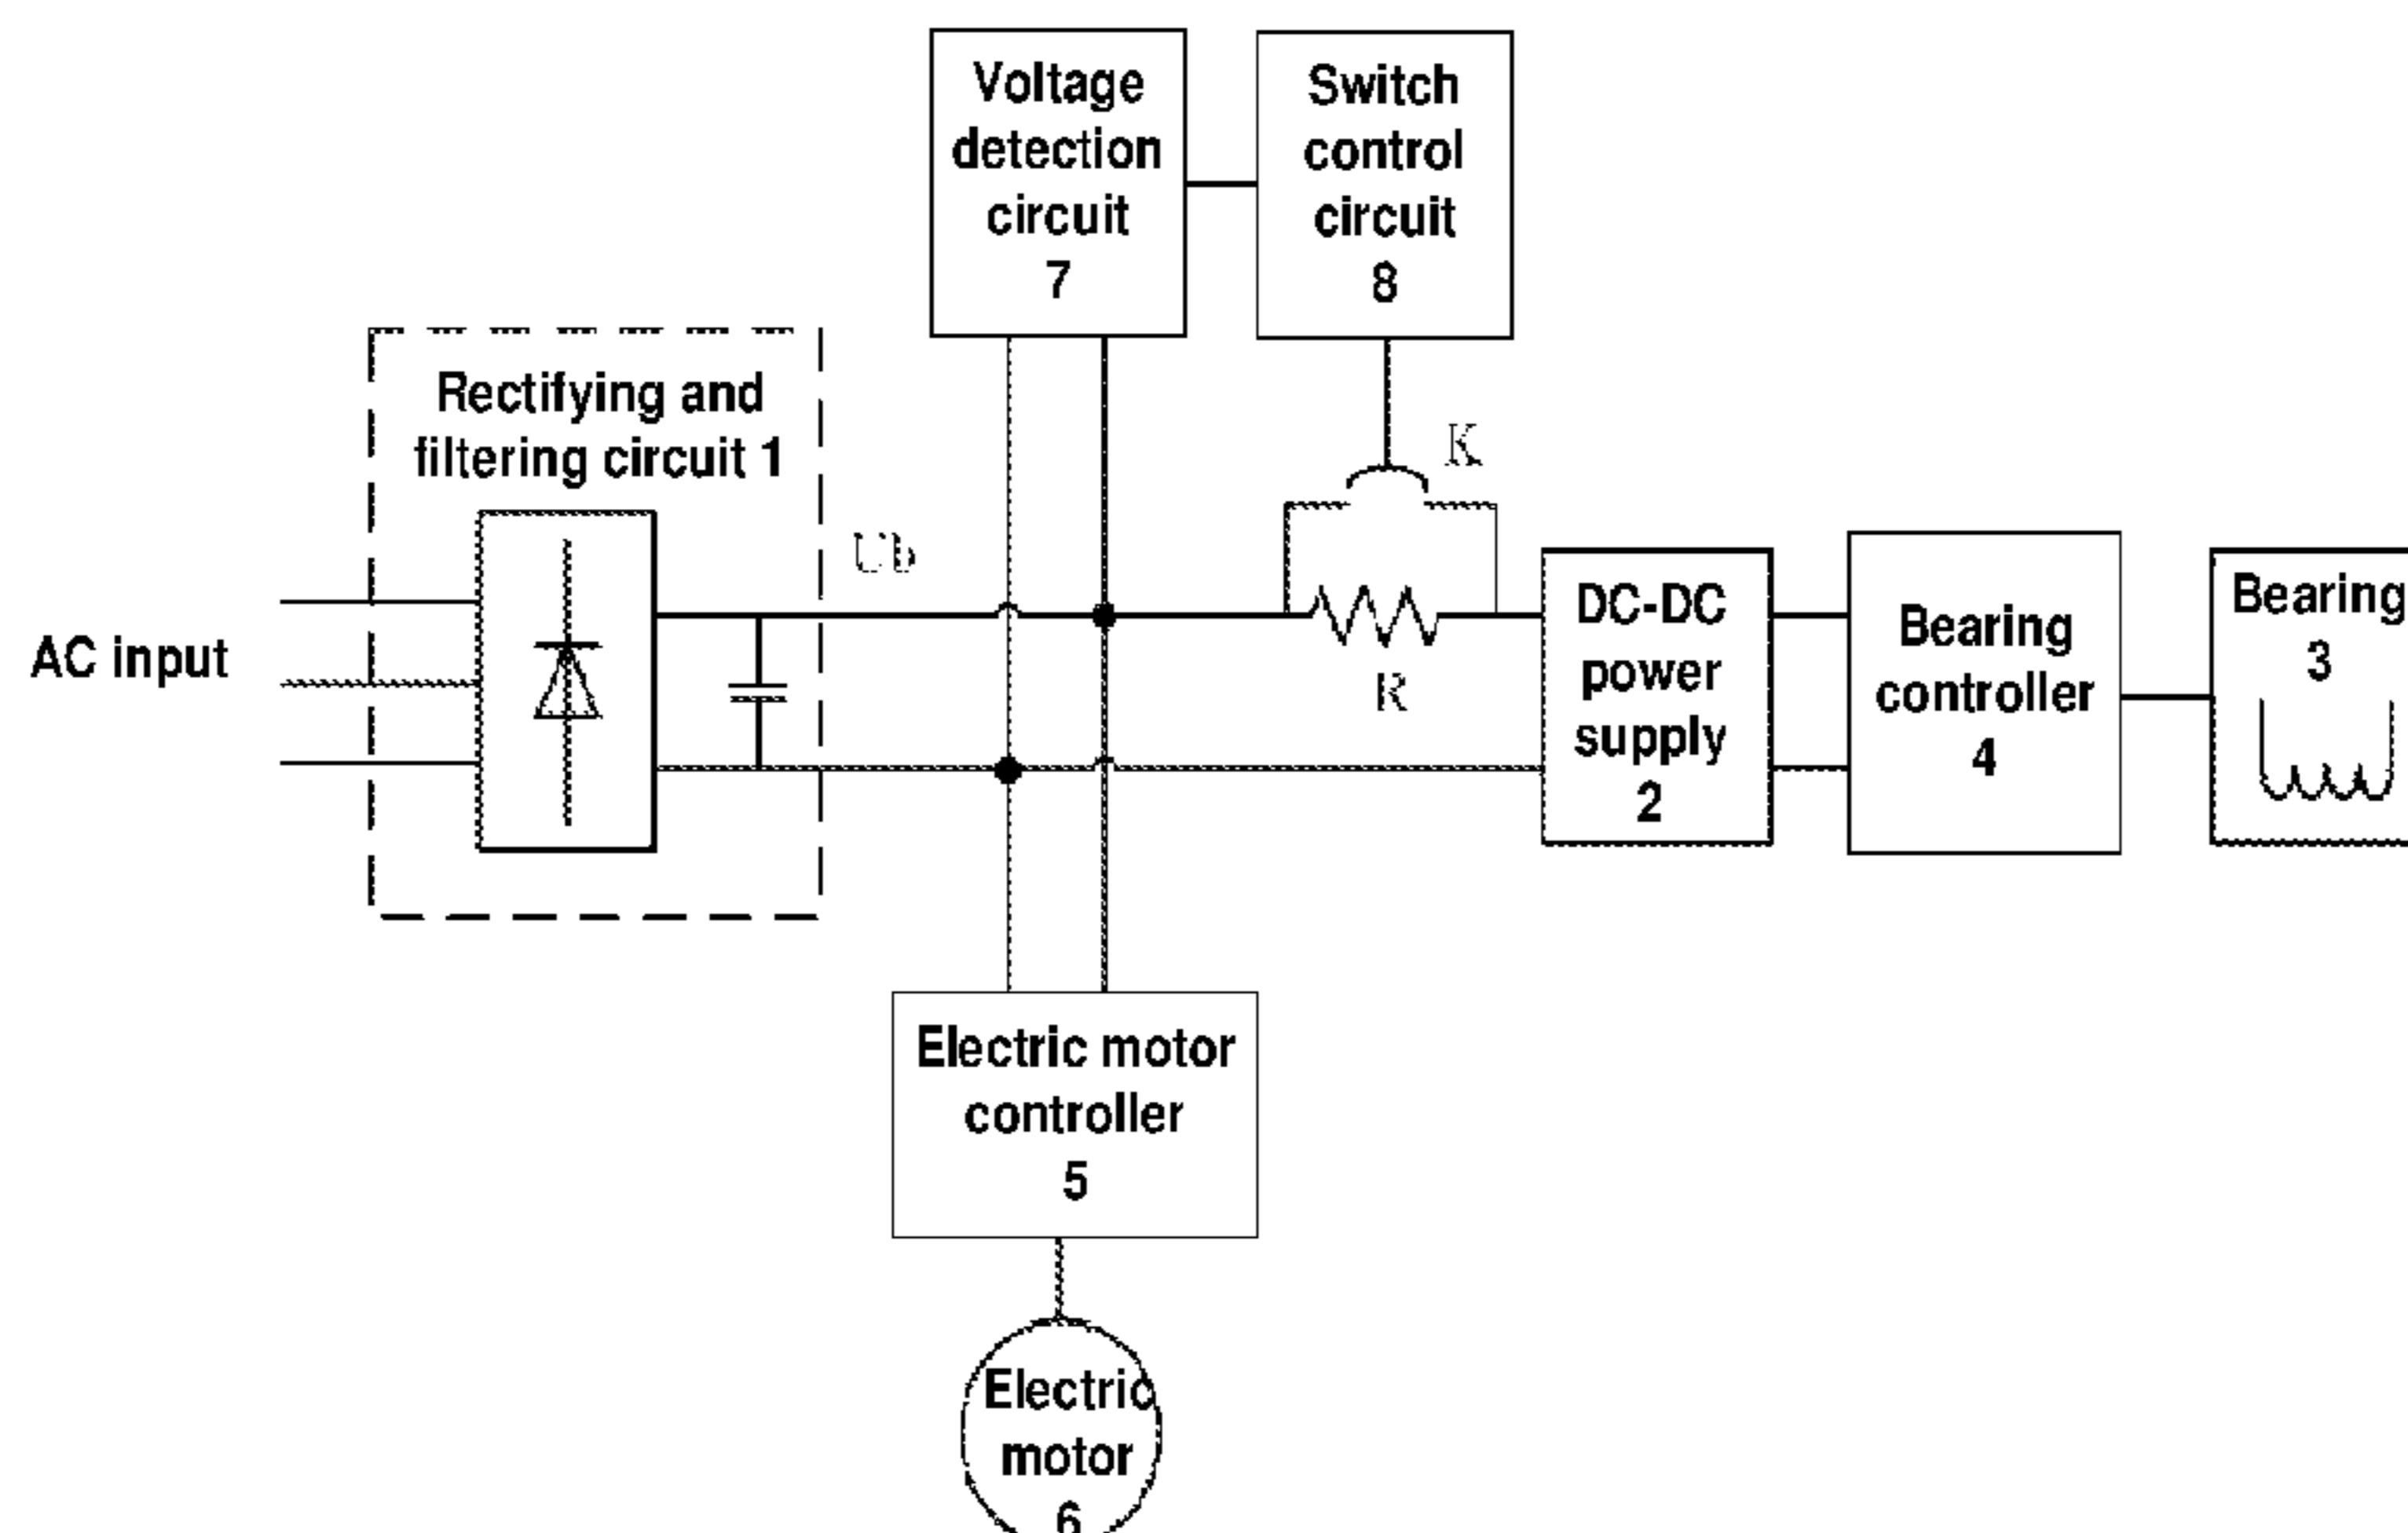 Voltage
detection
circuit
7
Switch
control
circuit
8
Rectifying and
filtering circuit 1
K
Ub
AC input
R
DC-DC
power
supply
2
Bearing
controller
4
Bearing
3
Electric motor
controller
5
Electric
motor
6